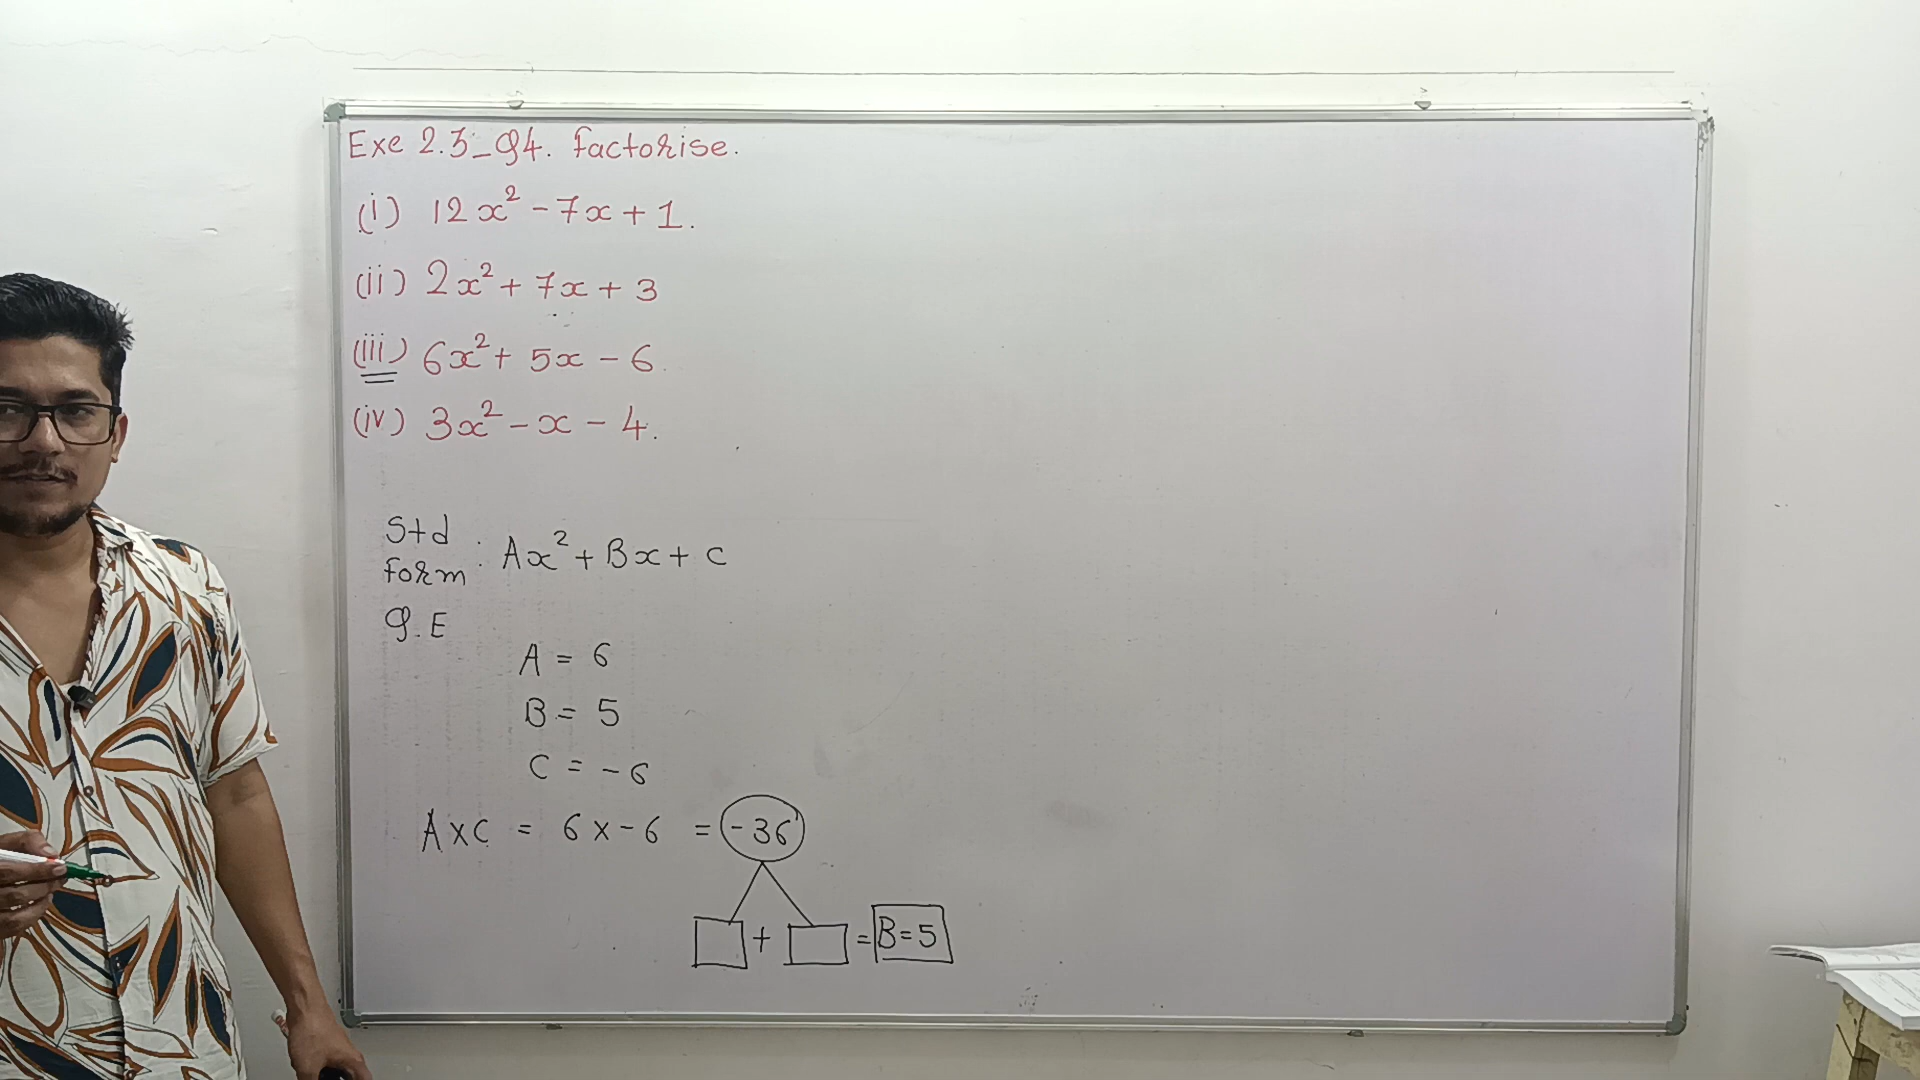 Exe 2.3_Q4. factorise.
(i) 12x² - 7x + 1.
(ii) 2x² + 7x + 3
(iii) 6x² + 5x - 6
(iv) 3x² - x - 4.
Std form : Ax² + Bx + C
Q.E
A = 6
B = 5
C = -6
A x C = 6 x -6 = -36
+ = B = 5